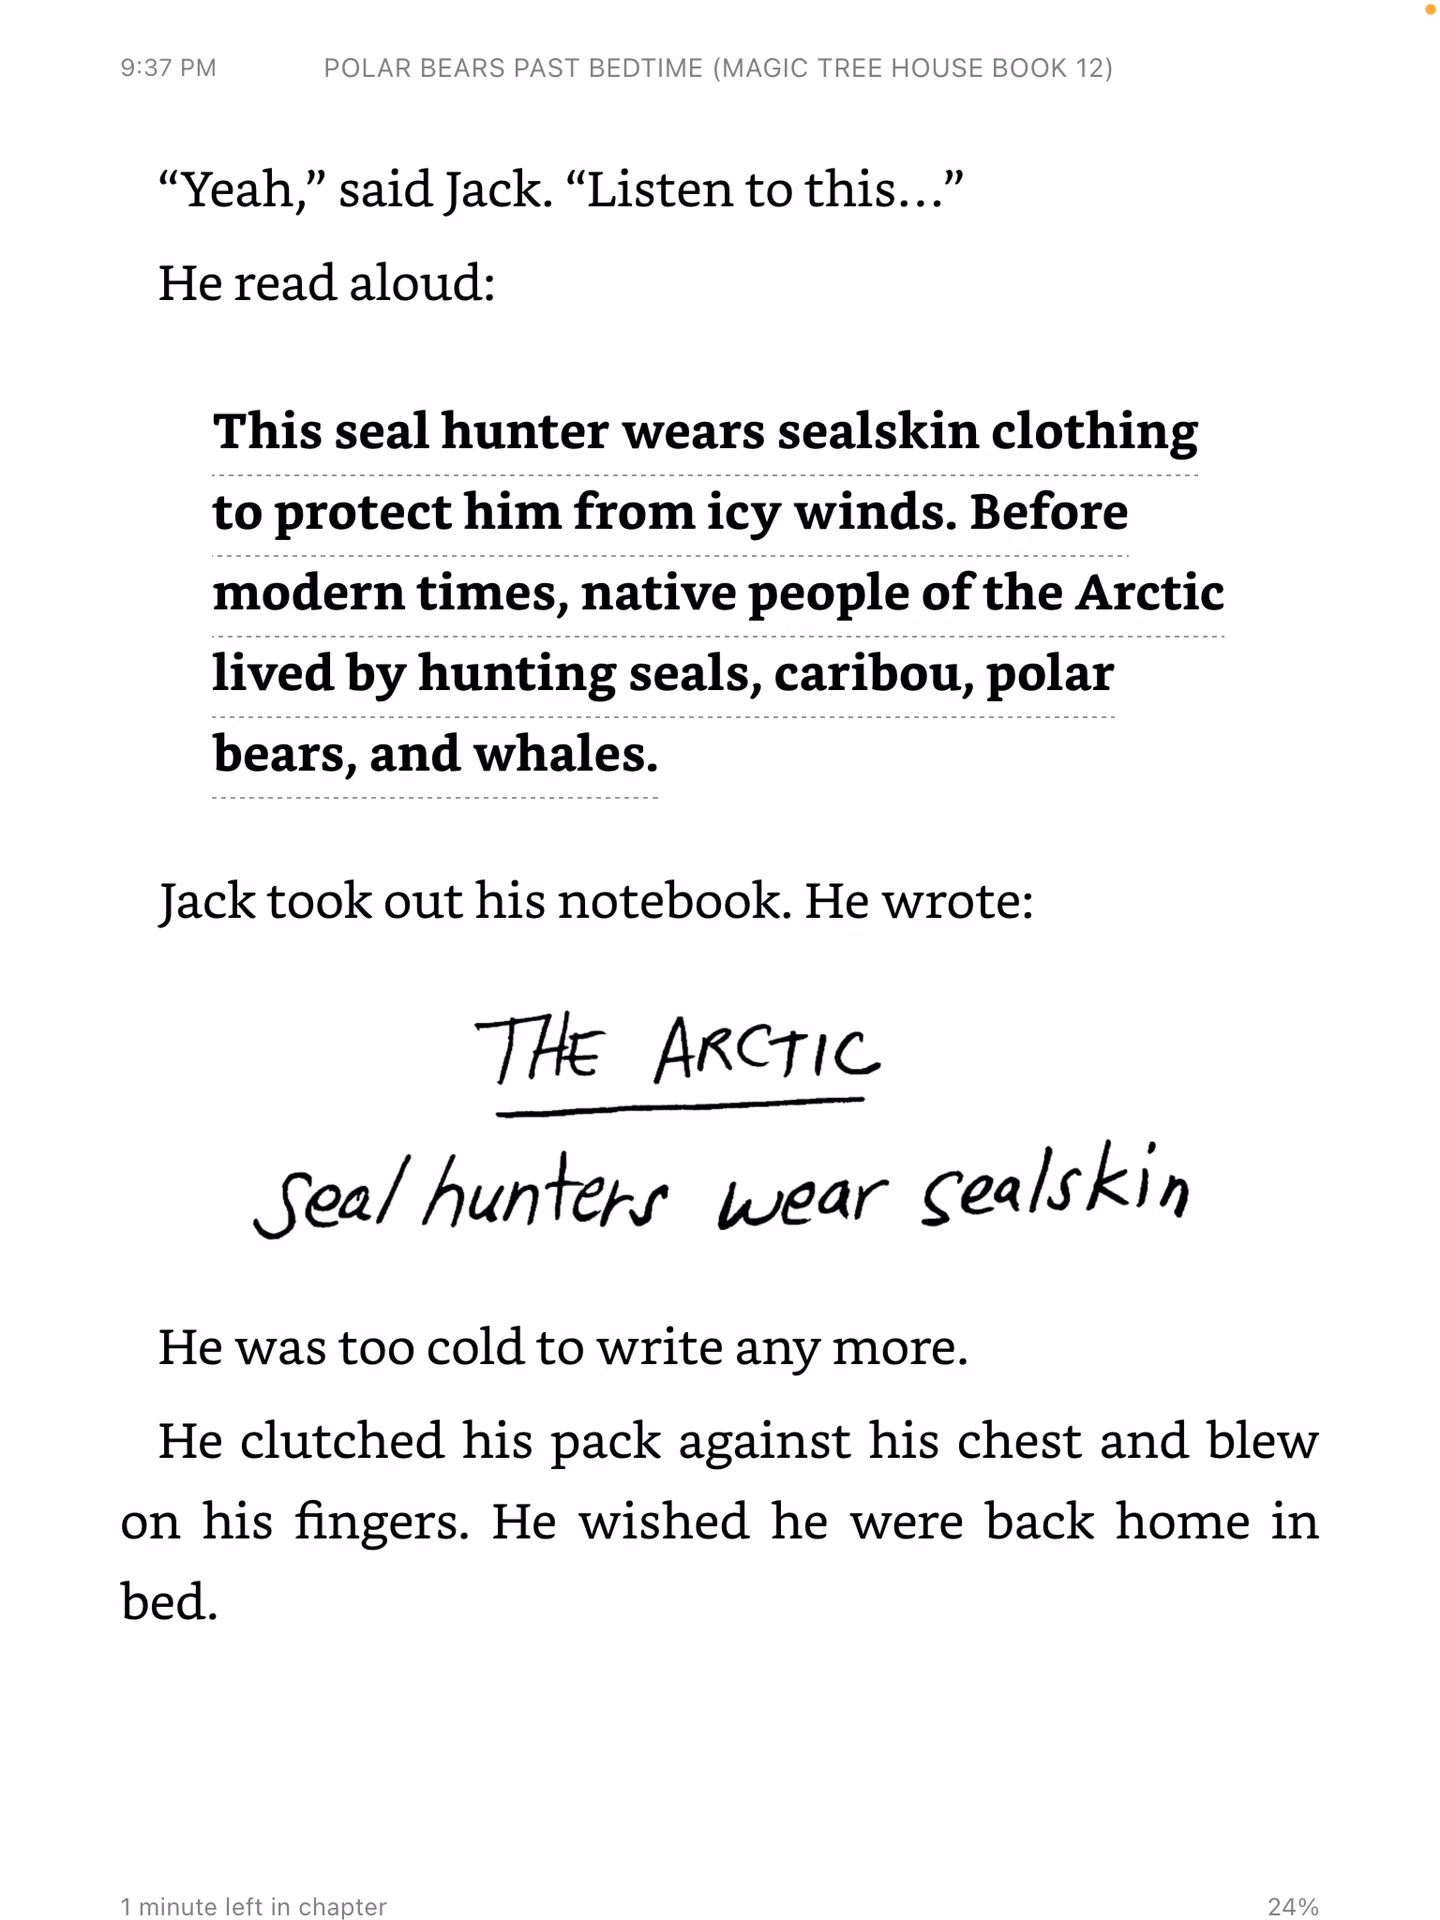 9:37 PM POLAR BEARS PAST BEDTIME (MAGIC TREE HOUSE BOOK 12)
“Yeah,” said Jack. “Listen to this…”
He read aloud:
This seal hunter wears sealskin clothing
to protect him from icy winds. Before
modern times, native people of the Arctic
lived by hunting seals, caribou, polar
bears, and whales.
Jack took out his notebook. He wrote:
THE ARCTIC
seal hunters wear sealskin
He was too cold to write any more.
He clutched his pack against his chest and blew
on his fingers. He wished he were back home in
bed.
1 minute left in chapter 24%